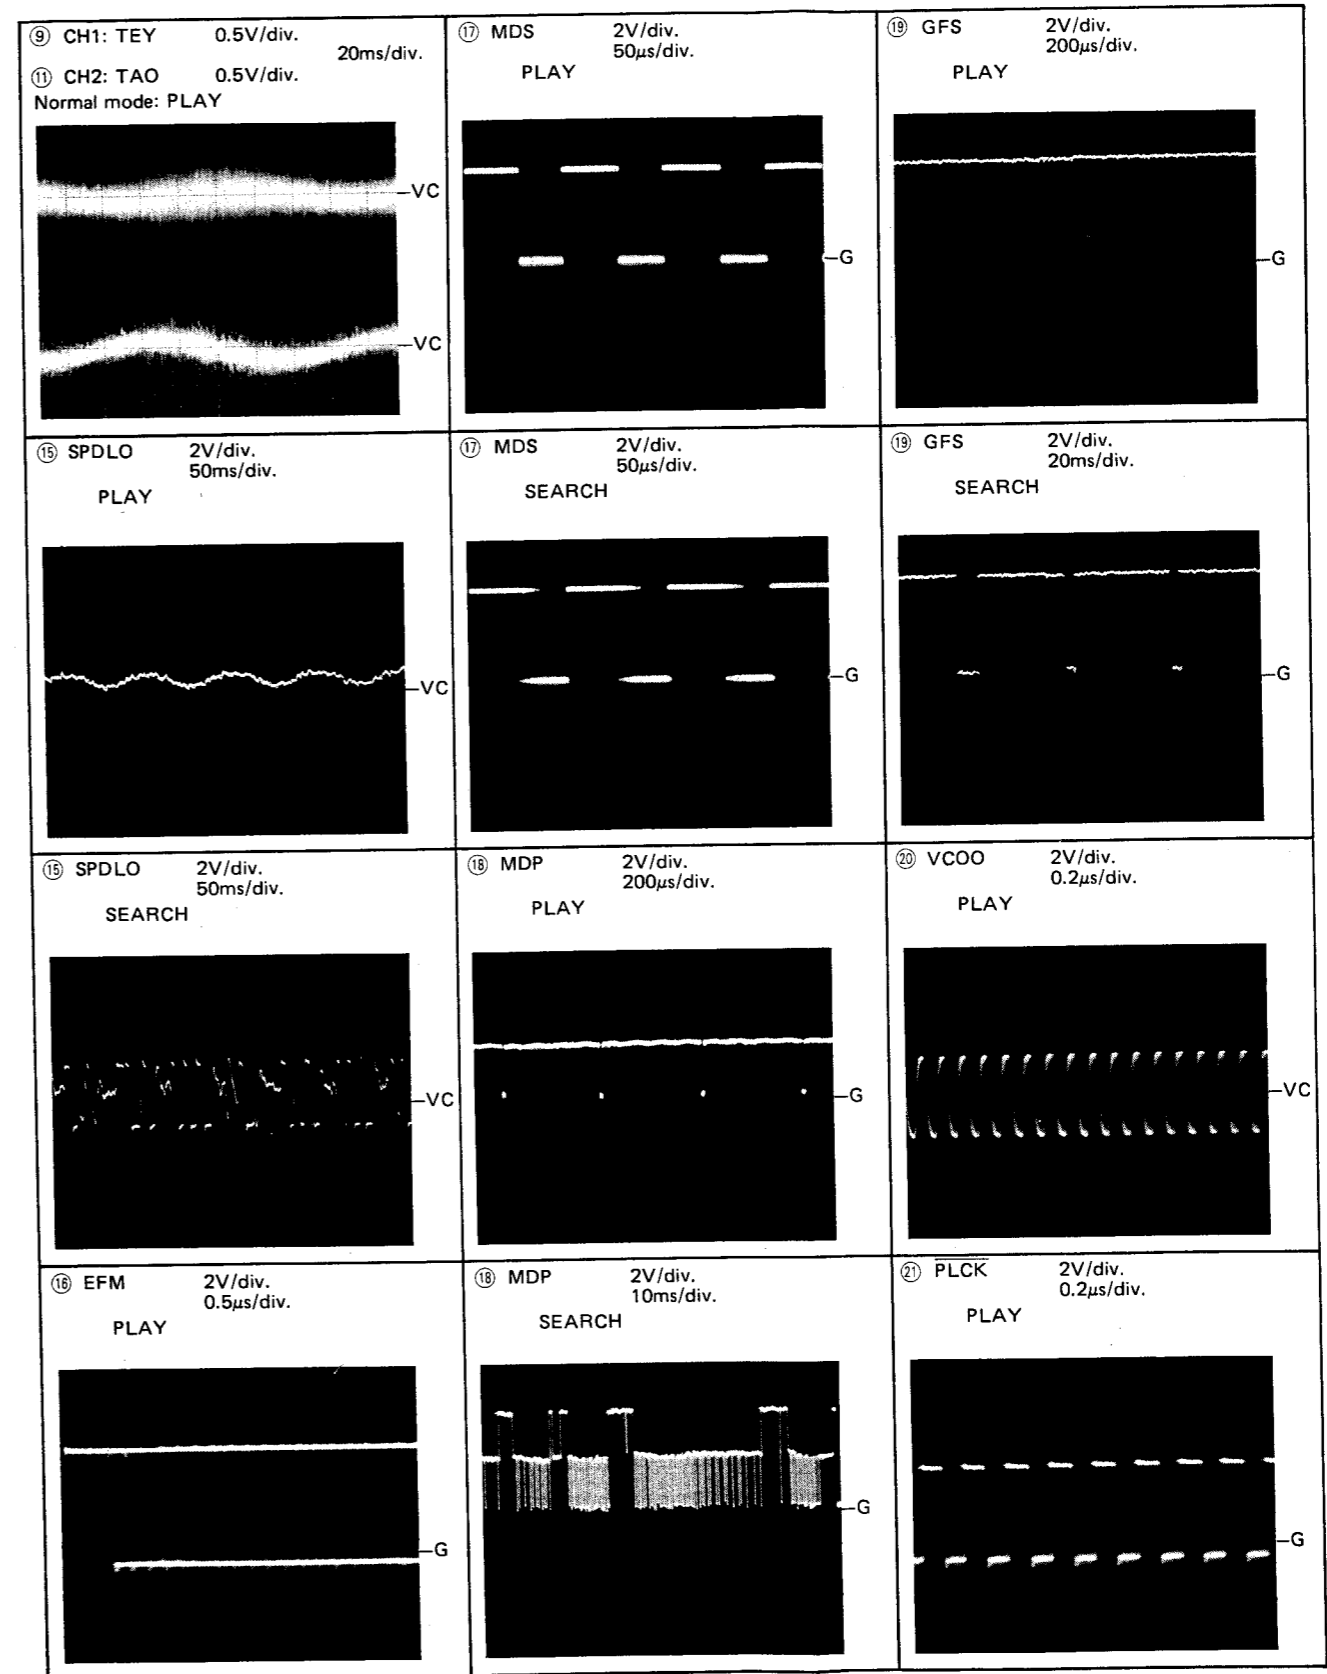 ⑨ CH1: TEY 0.5V/div.
20ms/div.
⑪ CH2: TAO 0.5V/div.
Normal mode: PLAY
VC
VC
⑰ MDS 2V/div.
50µs/div.
PLAY
G
⑲ GFS 2V/div.
200µs/div.
PLAY
G
⑮ SPDLO 2V/div.
50ms/div.
PLAY
VC
⑰ MDS 2V/div.
50µs/div.
SEARCH
G
⑲ GFS 2V/div.
20ms/div.
SEARCH
G
⑮ SPDLO 2V/div.
50ms/div.
SEARCH
VC
⑱ MDP 2V/div.
200µs/div.
PLAY
G
⑳ VCOO 2V/div.
0.2µs/div.
PLAY
VC
⑯ EFM 2V/div.
0.5µs/div.
PLAY
G
⑱ MDP 2V/div.
10ms/div.
SEARCH
G
㉑ PLCK 2V/div.
0.2µs/div.
PLAY
G